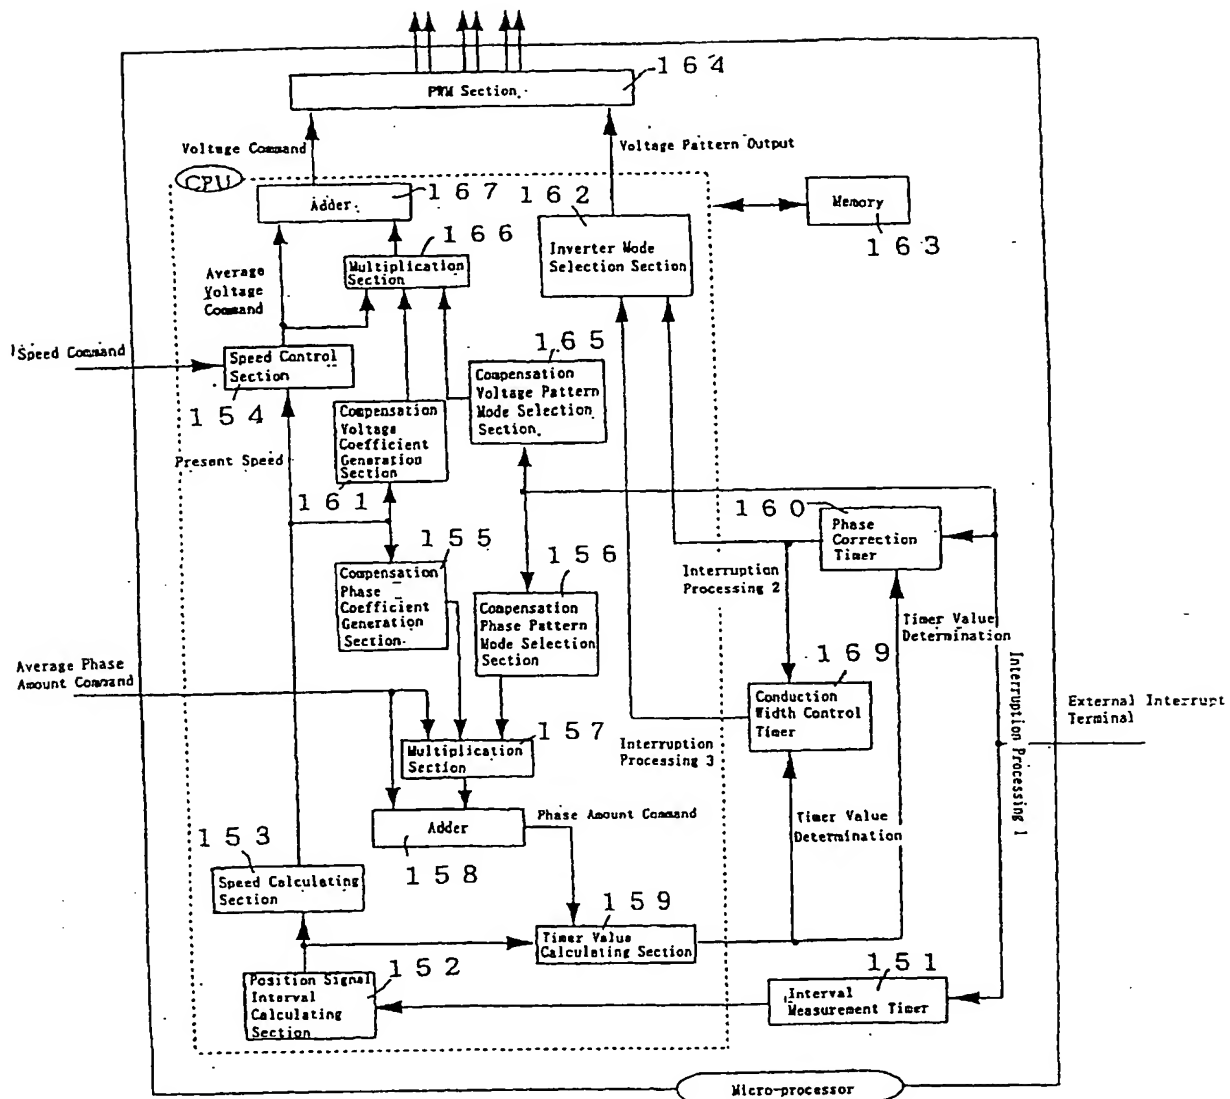 164
PWM Section
Voltage Command
Voltage Pattern Output
CPU
167
Adder
162
Memory
163
166
Inverter Mode
Selection Section
Multiplication
Section
Average
Voltage
Command
Speed Command
Speed Control
Section
154
165
Compensation
Voltage Pattern
Mode Selection
Section
Compensation
Voltage
Coefficient
Generation
Section
Present Speed
161
160
Phase
Correction
Timer
155
156
Compensation
Phase
Coefficient
Generation
Section
Compensation
Phase Pattern
Mode Selection
Section
Interruption
Processing 2
Timer Value
Determination
Average Phase
Amount Command
169
Conduction
Width Control
Timer
Interruption Processing 1
External Interrupt
Terminal
157
Multiplication
Section
Interruption
Processing 3
Phase Amount Command
Adder
158
Timer Value
Determination
153
Speed Calculating
Section
159
Timer Value
Calculating Section
152
Position Signal
Interval
Calculating
Section
151
Interval
Measurement Timer
Micro-processor